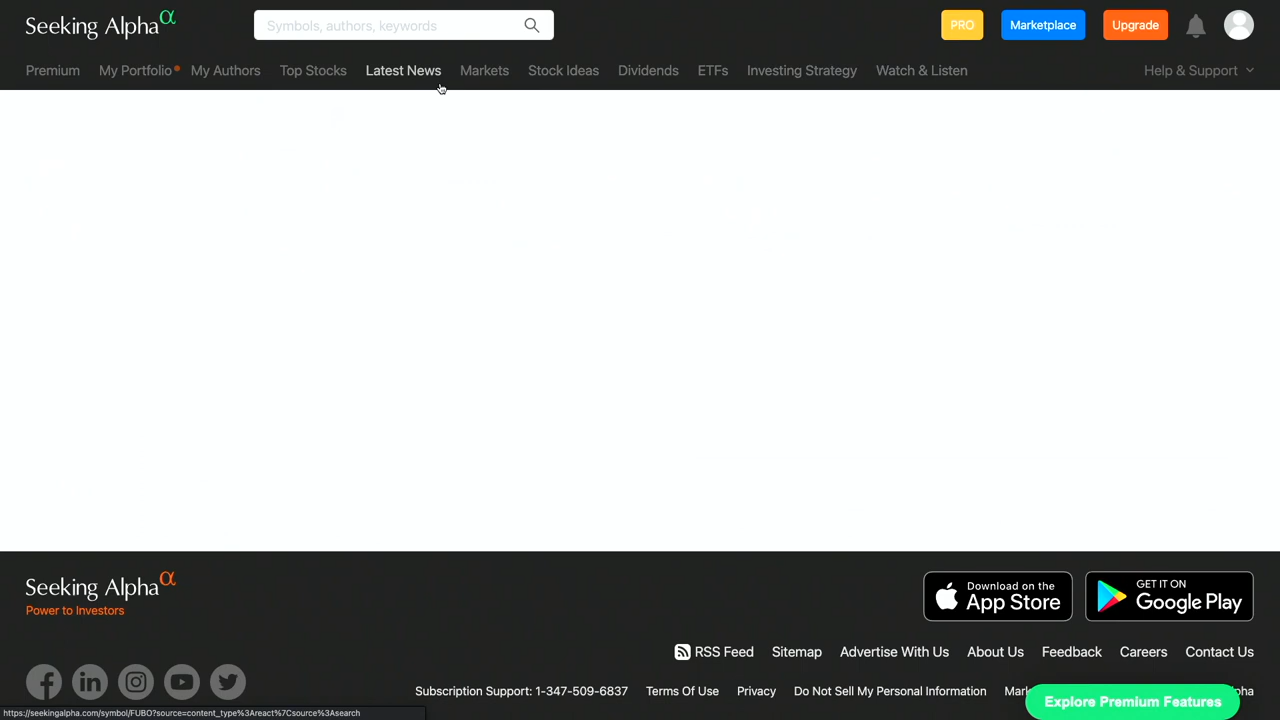 Seeking Alpha α
Symbols, authors, keywords
PRO
Marketplace
Upgrade
Premium
My Portfolio
My Authors
Top Stocks
Latest News
Markets
Stock Ideas
Dividends
ETFs
Investing Strategy
Watch & Listen
Help & Support
Seeking Alpha α
Power to Investors
Download on the
App Store
GET IT ON
Google Play
RSS Feed
Sitemap
Advertise With Us
About Us
Feedback
Careers
Contact Us
Subscription Support: 1-347-509-6837
Terms Of Use
Privacy
Do Not Sell My Personal Information
Explore Premium Features
https://seekingalpha.com/symbol/FUBO?source=content_type%3Areact%7Csource%3Asearch